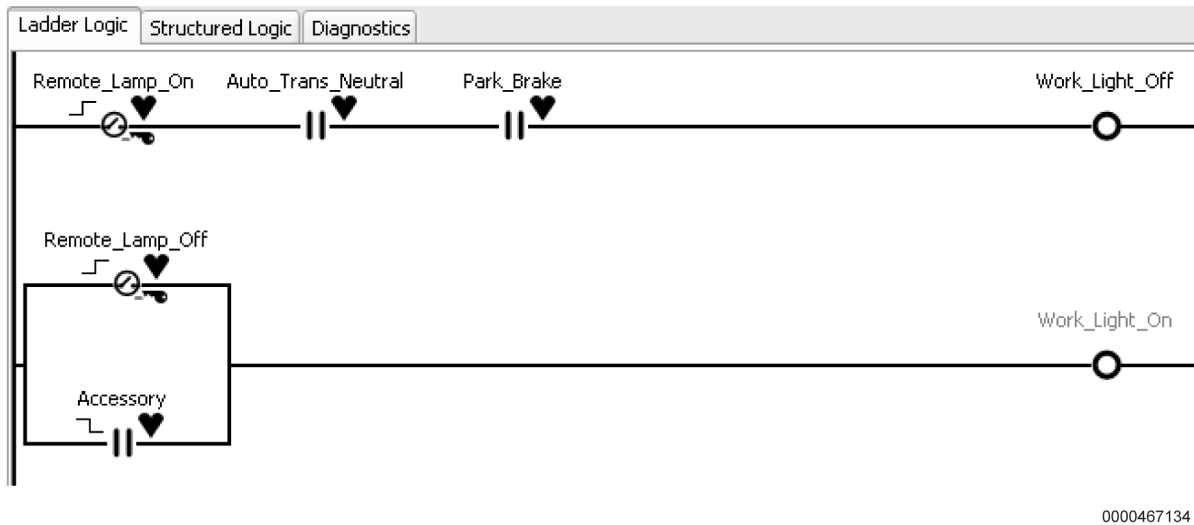 Ladder Logic Structured Logic Diagnostics
Remote_Lamp_On Auto_Trans_Neutral Park_Brake Work_Light_Off
Remote_Lamp_Off
Work_Light_On
Accessory
0000467134